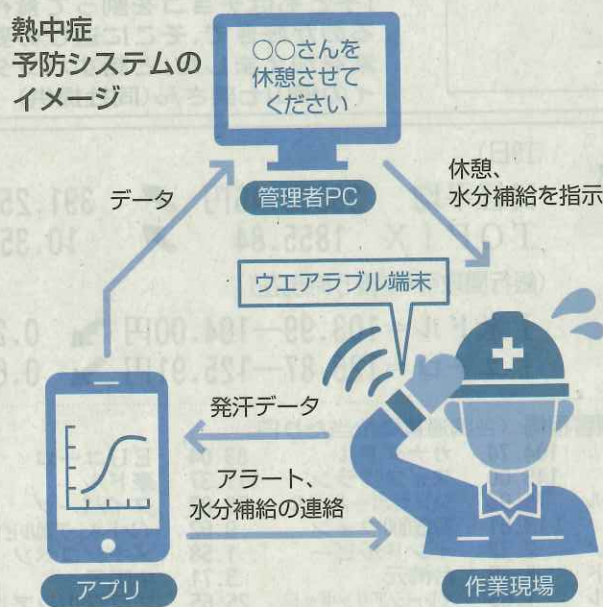 熱中症
予防システムの
イメージ
○○さんを
休憩させて
ください
管理者PC
データ
休憩、
水分補給を指示
ウエアラブル端末
発汗データ
アラート、
水分補給の連絡
アプリ
作業現場